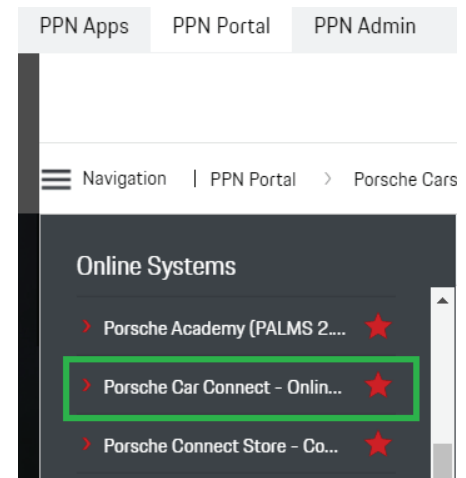 PPN Apps PPN Portal PPN Admin
Navigation | PPN Portal > Porsche Cars
Online Systems
Porsche Academy (PALMS 2....
Porsche Car Connect - Onlin...
Porsche Connect Store - Co...